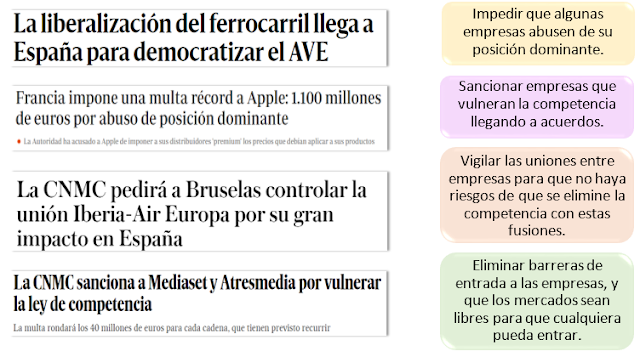 La liberalización del ferrocarril llega a
España para democratizar el AVE
Francia impone una multa récord a Apple: 1.100 millones
de euros por abuso de posición dominante
La Autoridad ha acusado a Apple de imponer a sus distribuidores 'premium' los precios que debían aplicar a sus productos
La CNMC pedirá a Bruselas controlar la
unión Iberia-Air Europa por su gran
impacto en España
La CNMC sanciona a Mediaset y Atresmedia por vulnerar
la ley de competencia
La multa rondará los 40 millones de euros para cada cadena, que tienen previsto recurrir
Impedir que algunas
empresas abusen de su
posición dominante.
Sancionar empresas que
vulneran la competencia
llegando a acuerdos.
Vigilar las uniones entre
empresas para que no haya
riesgos de que se elimine la
competencia con estas
fusiones.
Eliminar barreras de
entrada a las empresas, y
que los mercados sean
libres para que cualquiera
pueda entrar.